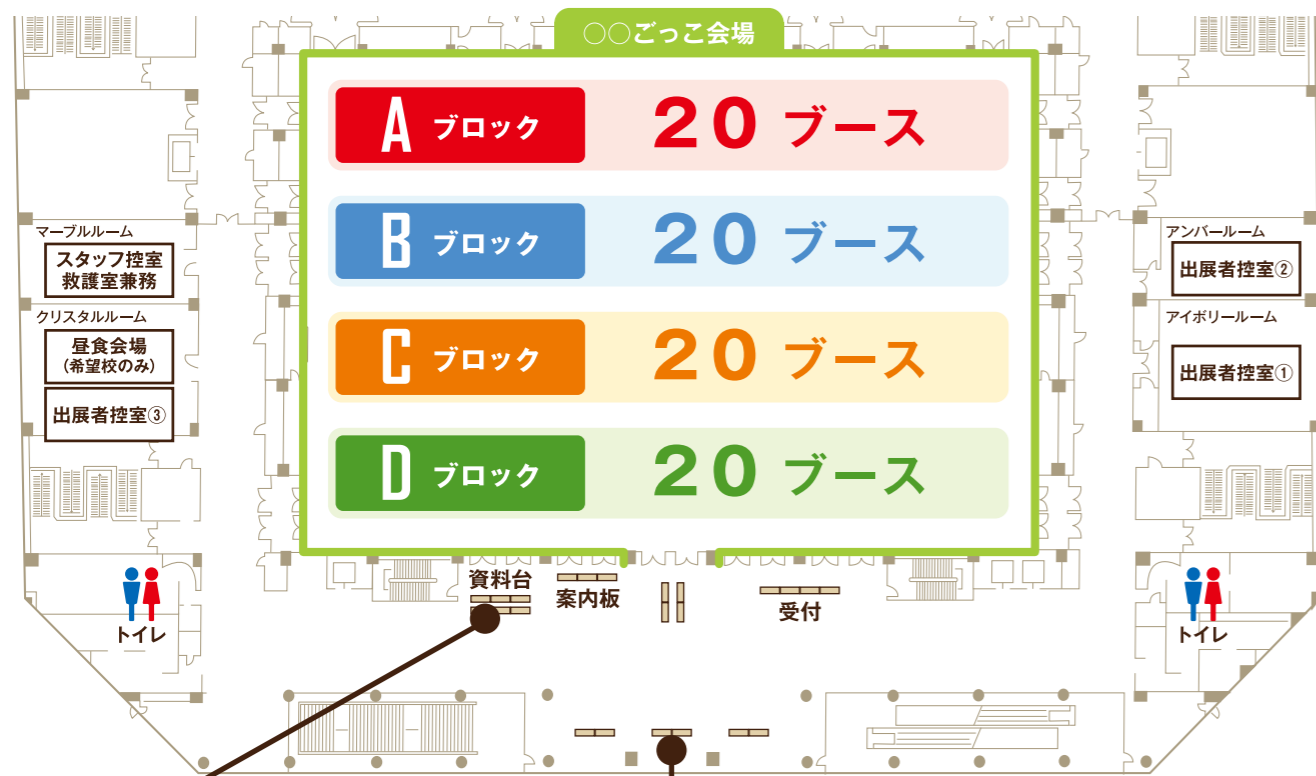 ○○ごっこ会場
A ブロック 20 ブース
B ブロック 20 ブース
C ブロック 20 ブース
D ブロック 20 ブース
マーブルルーム
スタッフ控室
救護室兼務
クリスタルルーム
昼食会場
(希望校のみ)
出展者控室③
アンバールーム
出展者控室②
アイボリールーム
出展者控室①
資料台
案内板
受付
トイレ
トイレ